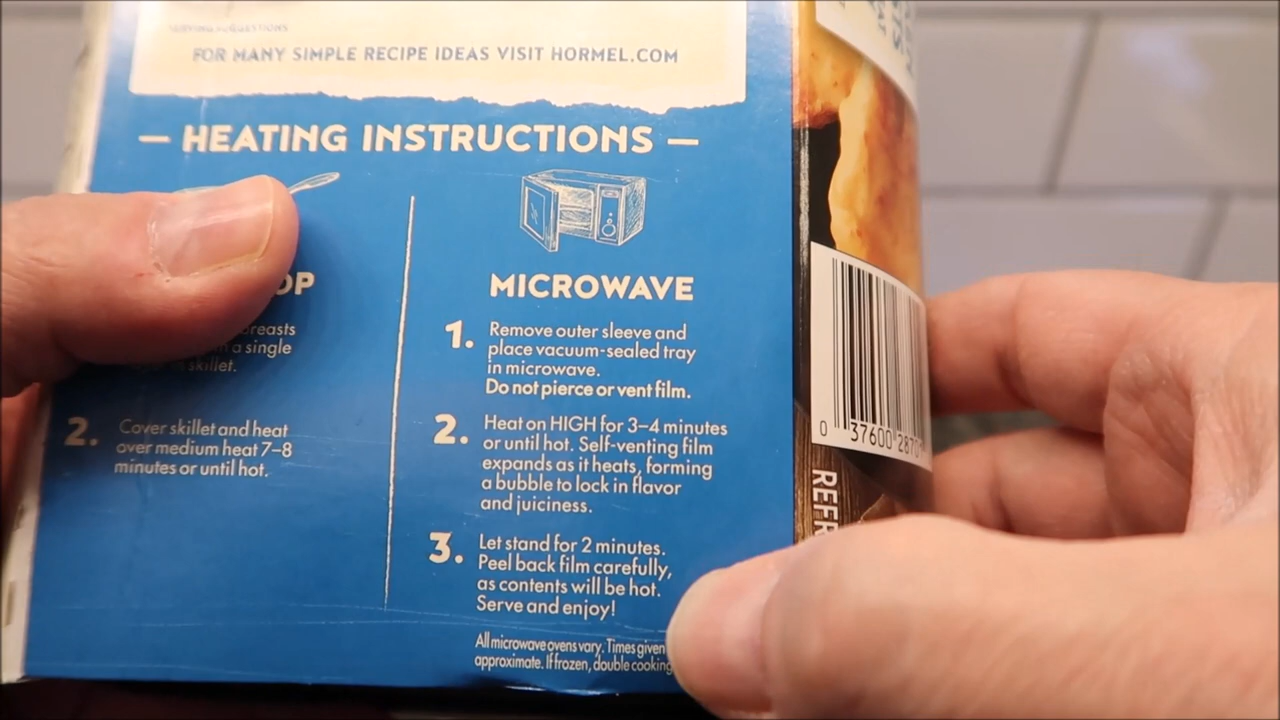 SERVING SUGGESTIONS
FOR MANY SIMPLE RECIPE IDEAS VISIT HORMEL.COM
— HEATING INSTRUCTIONS —
OP
reasts
a single
skillet.
2. Cover skillet and heat
over medium heat 7–8
minutes or until hot.
MICROWAVE
1. Remove outer sleeve and
place vacuum-sealed tray
in microwave.
Do not pierce or vent film.
2. Heat on HIGH for 3–4 minutes
or until hot. Self-venting film
expands as it heats, forming
a bubble to lock in flavor
and juiciness.
3. Let stand for 2 minutes.
Peel back film carefully,
as contents will be hot.
Serve and enjoy!
All microwave ovens vary. Times given
approximate. If frozen, double cooking
0 37600 2870
REFR